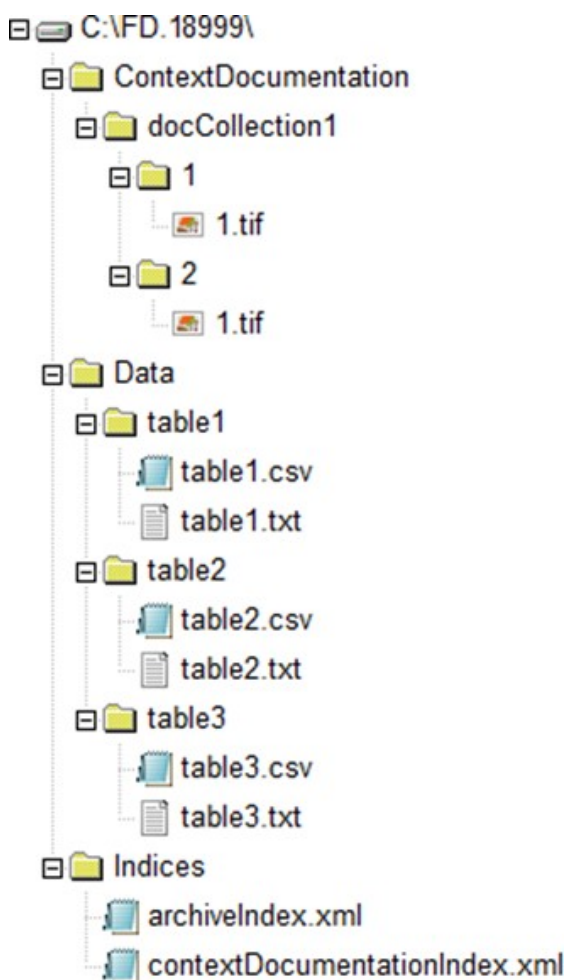 C:\FD.18999\
ContextDocumentation
docCollection1
1
1.tif
2
1.tif
Data
table1
table1.csv
table1.txt
table2
table2.csv
table2.txt
table3
table3.csv
table3.txt
Indices
archiveIndex.xml
contextDocumentationIndex.xml